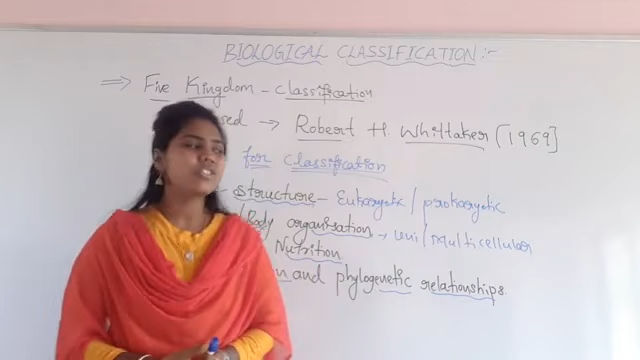 BIOLOGICAL CLASSIFICATION :-
⇒ Five Kingdom - classification
→ Robert H. Whittaker (1969]
for classification
structure - Eukaryotic / prokaryotic
Body organisation → uni / Multicellular
Nutrition
and phylogenetic relationships.